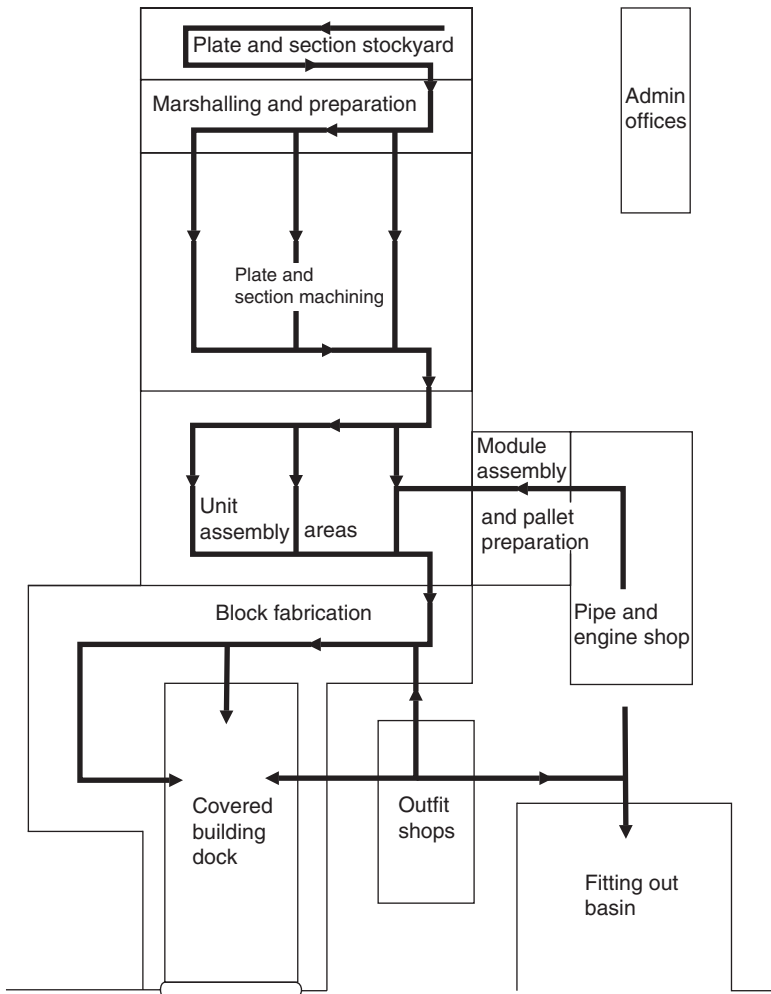 Plate and section stockyard
Marshalling and preparation
Admin
offices
Plate and
section machining
Module
assembly
and pallet
preparation
Unit
assembly areas
Block fabrication
Pipe and
engine shop
Covered
building
dock
Outfit
shops
Fitting out
basin